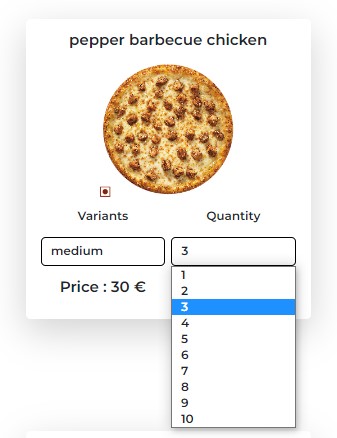 pepper barbecue chicken
Variants Quantity
medium 3
Price : 30 €
1
2
3
4
5
6
7
8
9
10